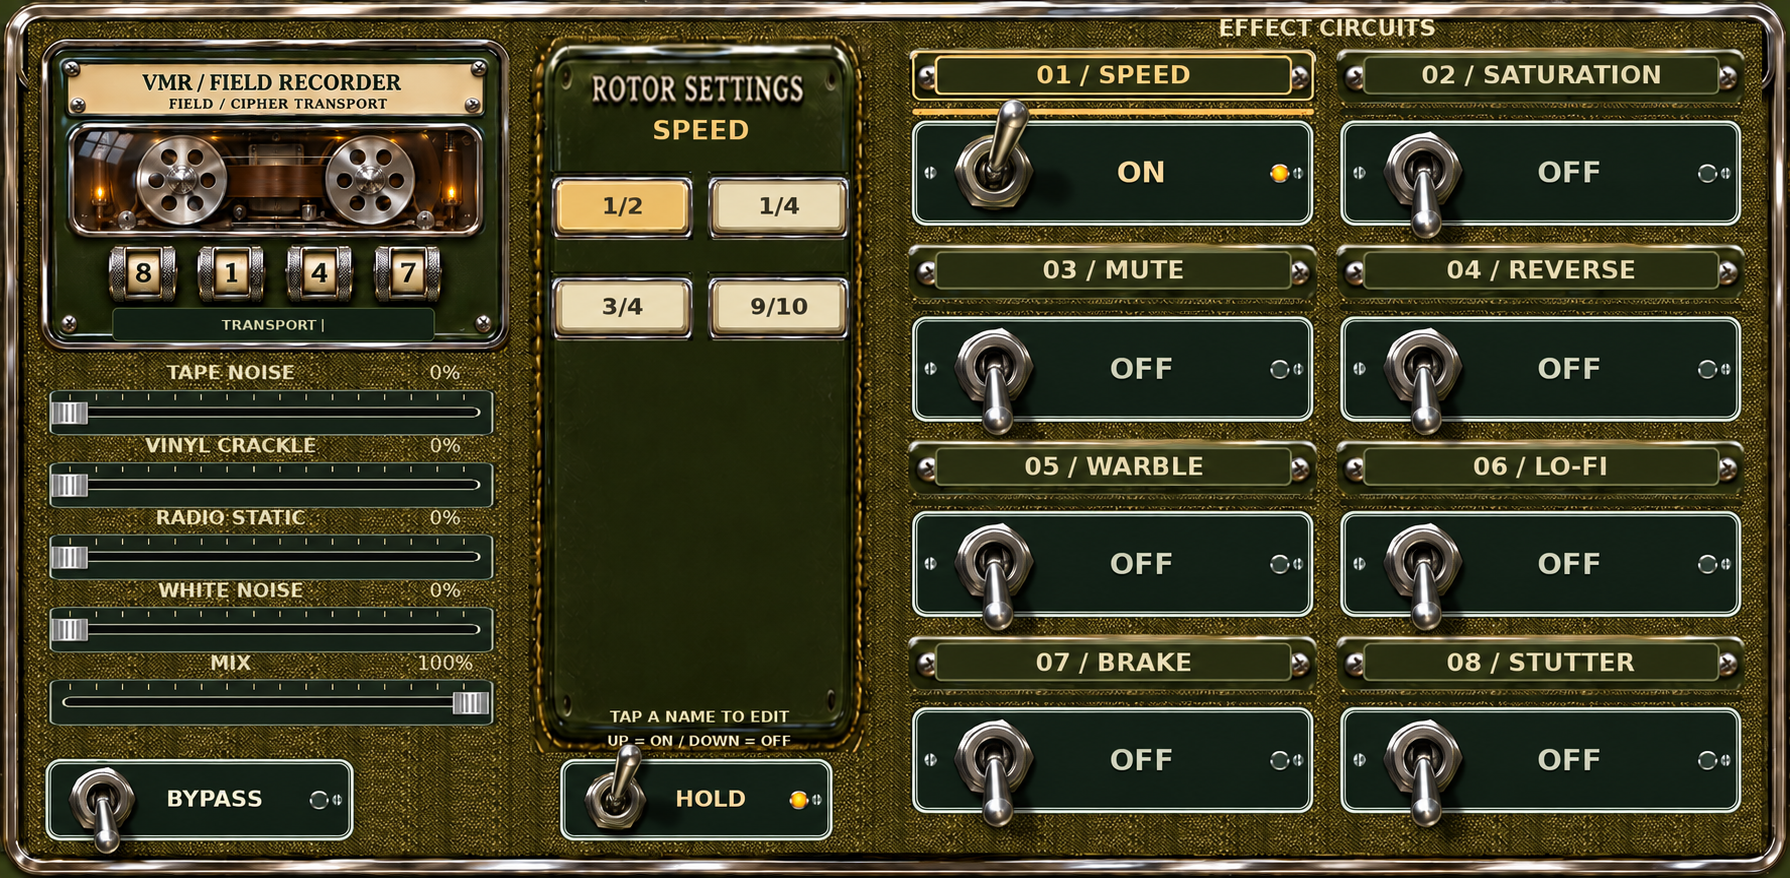 VMR / FIELD RECORDER
FIELD / CIPHER TRANSPORT
8 1 4 7
TRANSPORT |
TAPE NOISE 0%
VINYL CRACKLE 0%
RADIO STATIC 0%
WHITE NOISE 0%
MIX 100%
BYPASS
ROTOR SETTINGS
SPEED
1/2 1/4
3/4 9/10
TAP A NAME TO EDIT
UP = ON / DOWN = OFF
HOLD
EFFECT CIRCUITS
01 / SPEED
ON
02 / SATURATION
OFF
03 / MUTE
OFF
04 / REVERSE
OFF
05 / WARBLE
OFF
06 / LO-FI
OFF
07 / BRAKE
OFF
08 / STUTTER
OFF